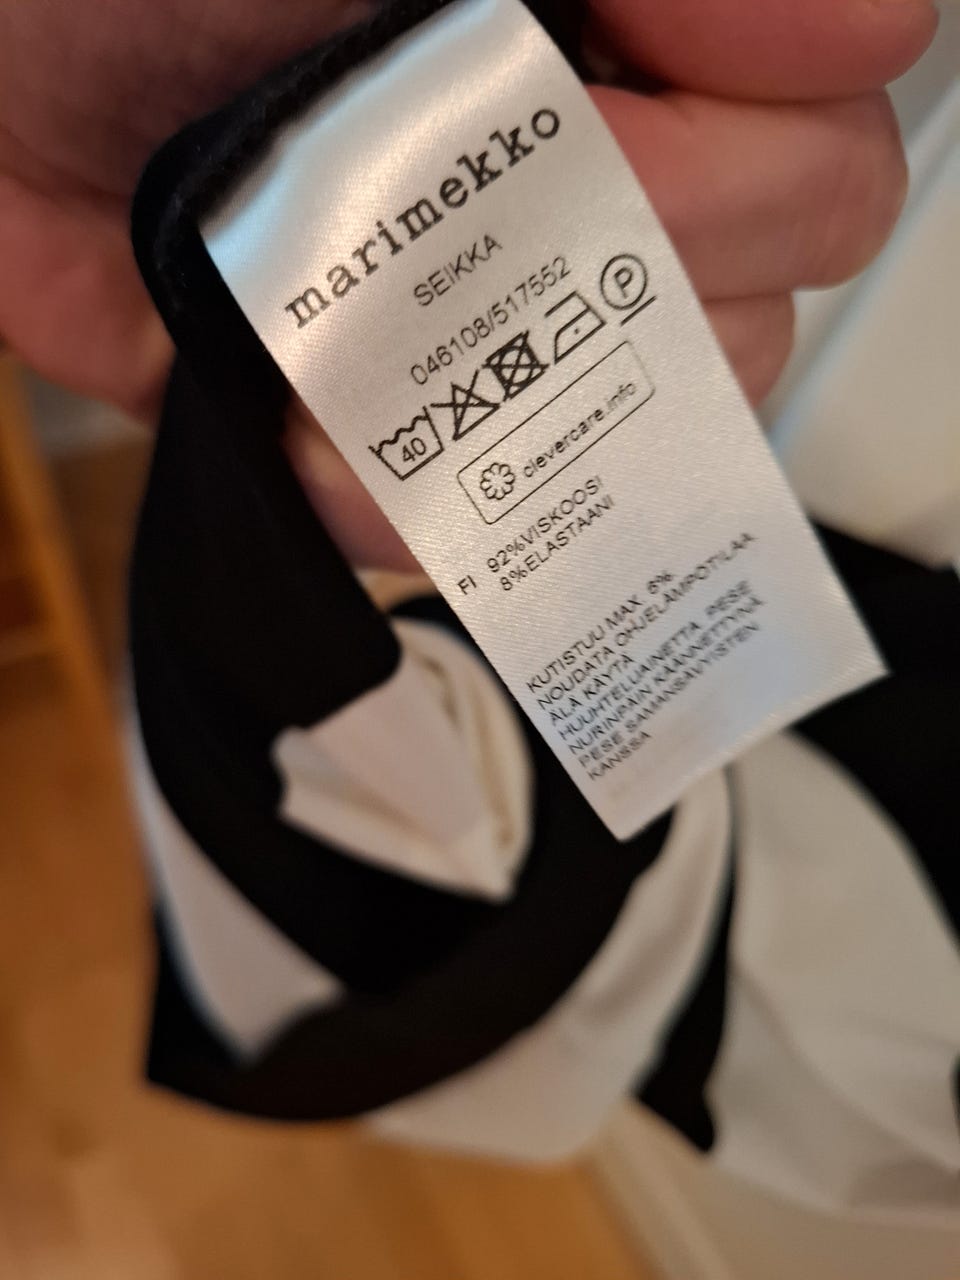 marimekko
SEIKKA
046108/517552
40
P
clevercare.info
FI 92%VISKOOSI
8%ELASTAANI
KUTISTUU MAX. 6%
NOUDATA OHJELÄMPÖTILAA
ÄLÄ KÄYTÄ
HUUHTELUAINETTA. PESE
NURINPÄIN KÄÄNNETTYNÄ
PESE SAMANSÄVYISTEN
KANSSA